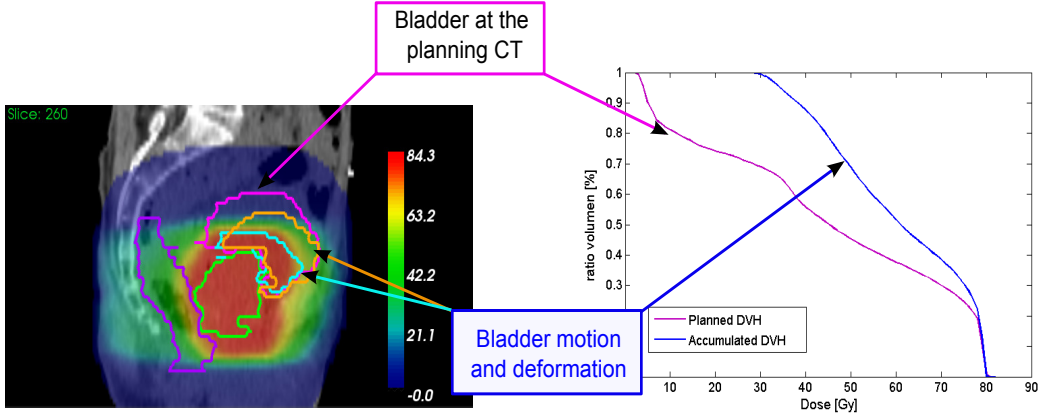 Bladder at the
planning CT
Slice: 260
84.3
63.2
42.2
21.1
-0.0
Bladder motion
and deformation
1
0.9
0.8
0.7
0.6
0.5
0.4
0.3
ratio volumen [%]
Planned DVH
Accumulated DVH
10 20 30 40 50 60 70 80 90
Dose [Gy]